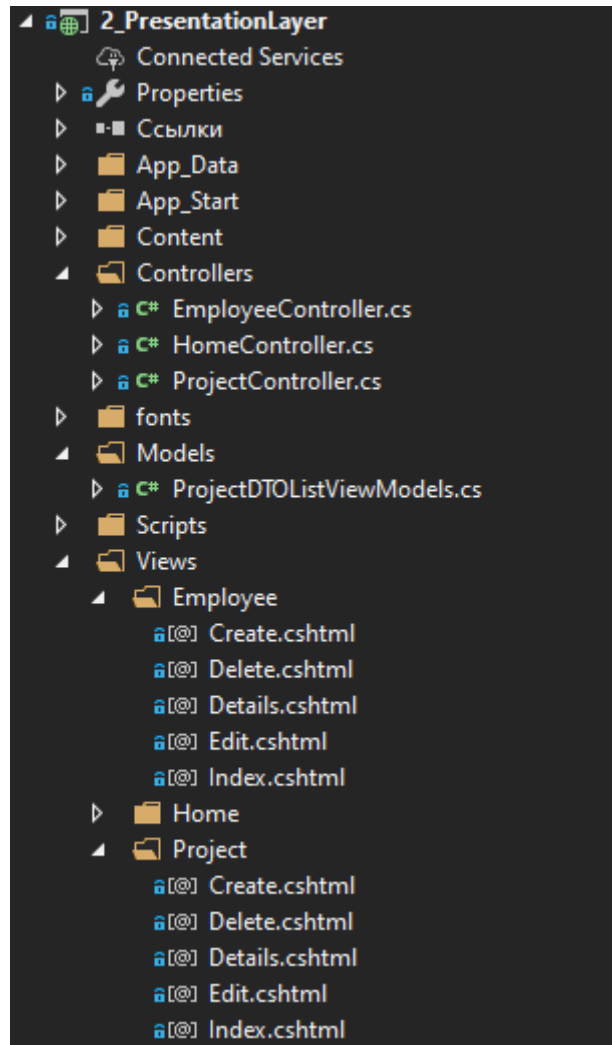 2_PresentationLayer
Connected Services
Properties
Ссылки
App_Data
App_Start
Content
Controllers
C# EmployeeController.cs
C# HomeController.cs
C# ProjectController.cs
fonts
Models
C# ProjectDTOListViewModels.cs
Scripts
Views
Employee
[@] Create.cshtml
[@] Delete.cshtml
[@] Details.cshtml
[@] Edit.cshtml
[@] Index.cshtml
Home
Project
[@] Create.cshtml
[@] Delete.cshtml
[@] Details.cshtml
[@] Edit.cshtml
[@] Index.cshtml